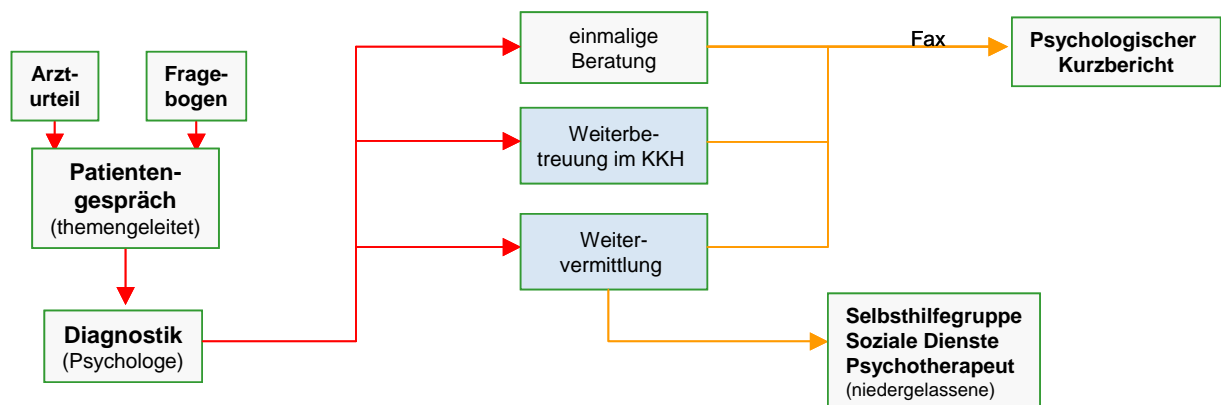 Arzt-
urteil
Frage-
bogen
Patienten-
gespräch
(themengeleitet)
Diagnostik
(Psychologe)
einmalige
Beratung
Weiterbe-
treuung im KKH
Weiter-
vermittlung
Fax
Psychologischer
Kurzbericht
Selbsthilfegruppe
Soziale Dienste
Psychotherapeut
(niedergelassene)